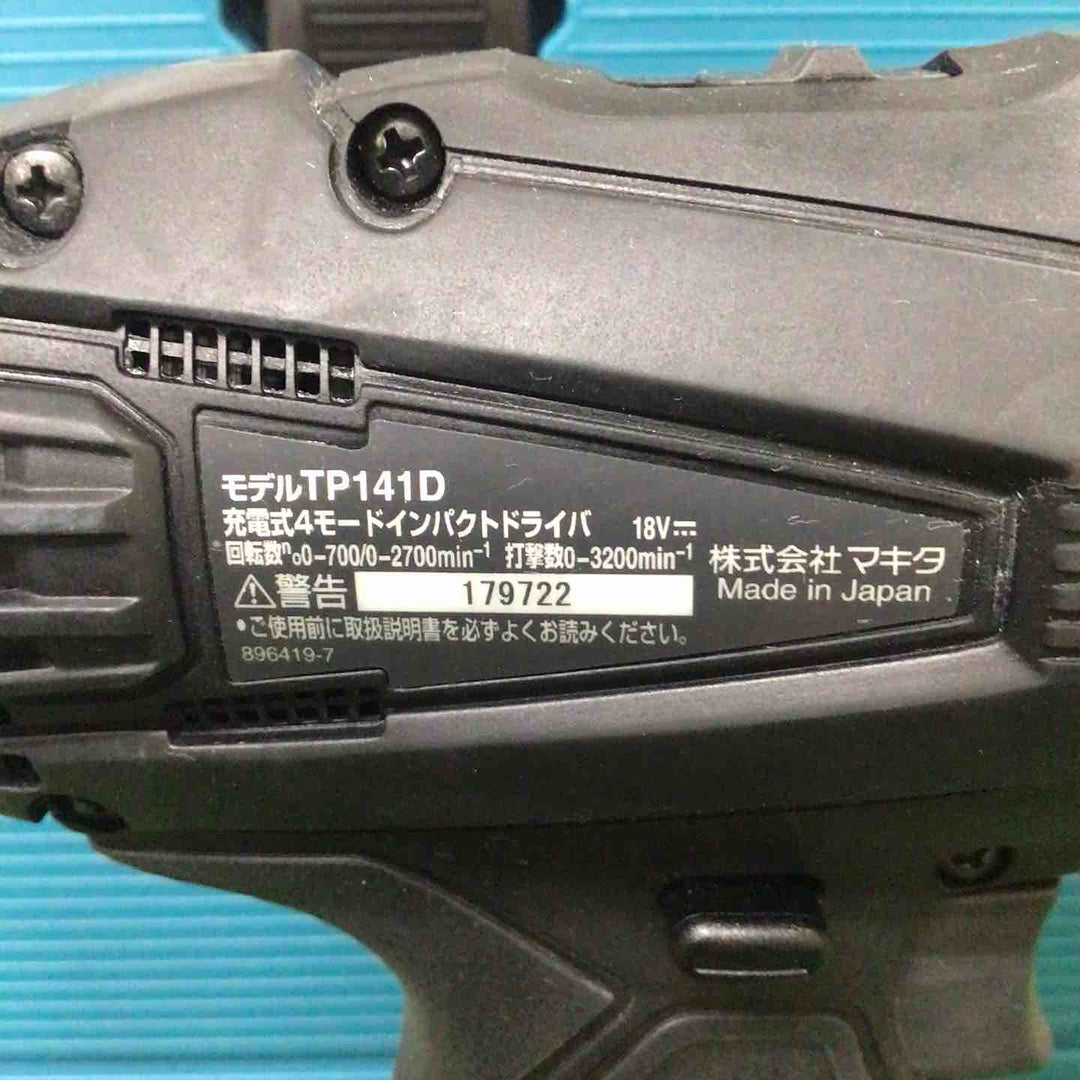 モデルTP141D
充電式4モードインパクトドライバ 18V⎓
回転数n₀0-700/0-2700min⁻¹ 打撃数0-3200min⁻¹
株式会社 マキタ
Made in Japan
⚠警告 179722
•ご使用前に取扱説明書を必ずよくお読みください。
896419-7